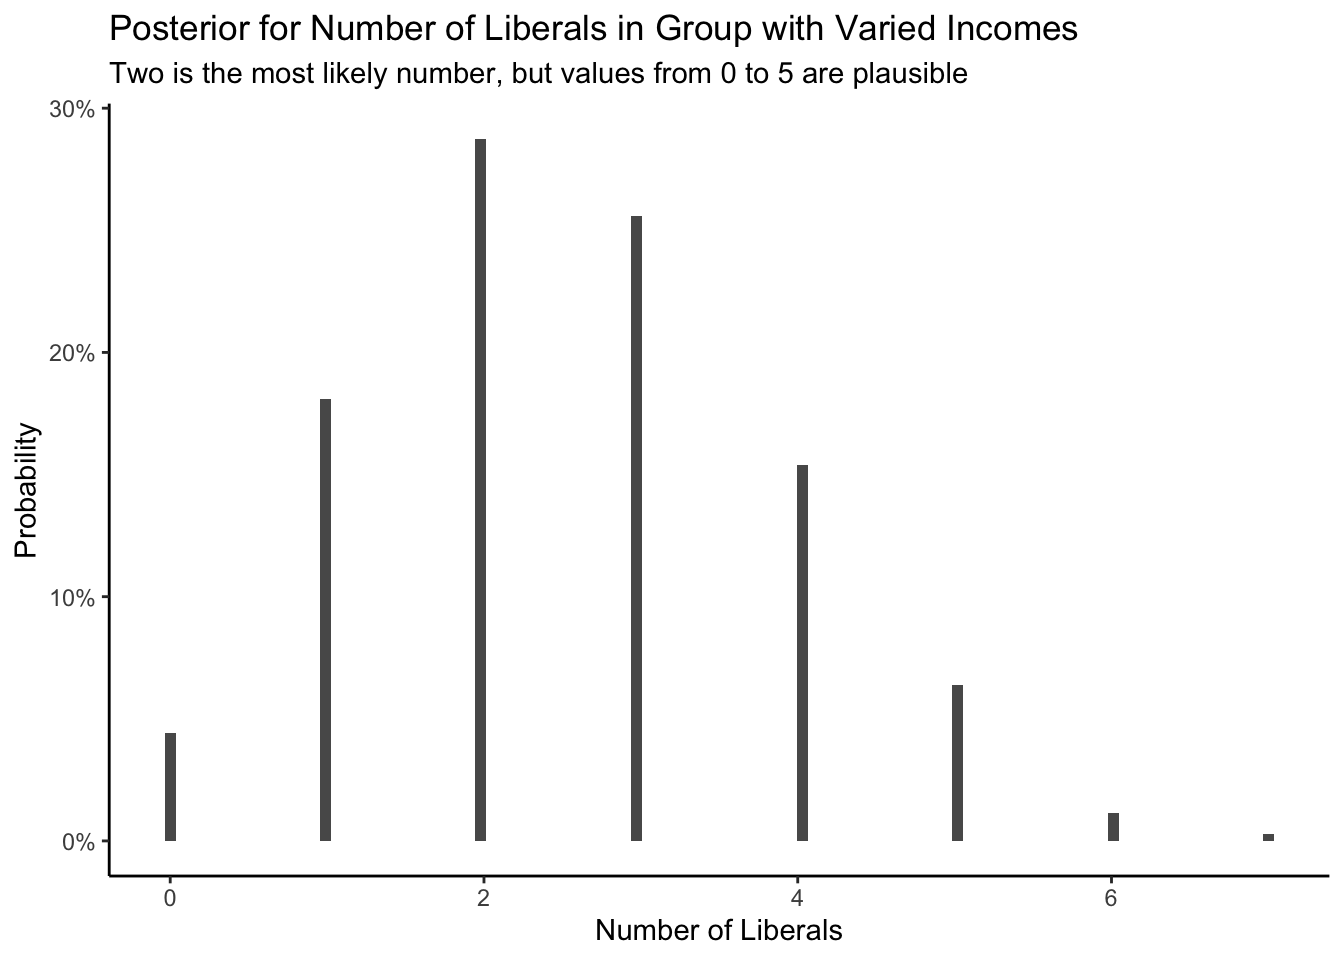 Posterior for Number of Liberals in Group with Varied Incomes
Two is the most likely number, but values from 0 to 5 are plausible
30%
20%
10%
0%
Probability
0 2 4 6
Number of Liberals